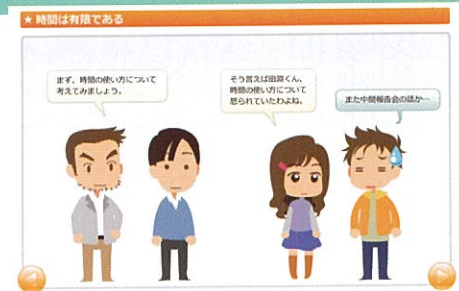 ★ 時間は有限である
まず、時間の使い方について
考えてみましょう。
そう言えば田淵くん、
時間の使い方について
怒られていたわよね。
また中間報告会の話か…